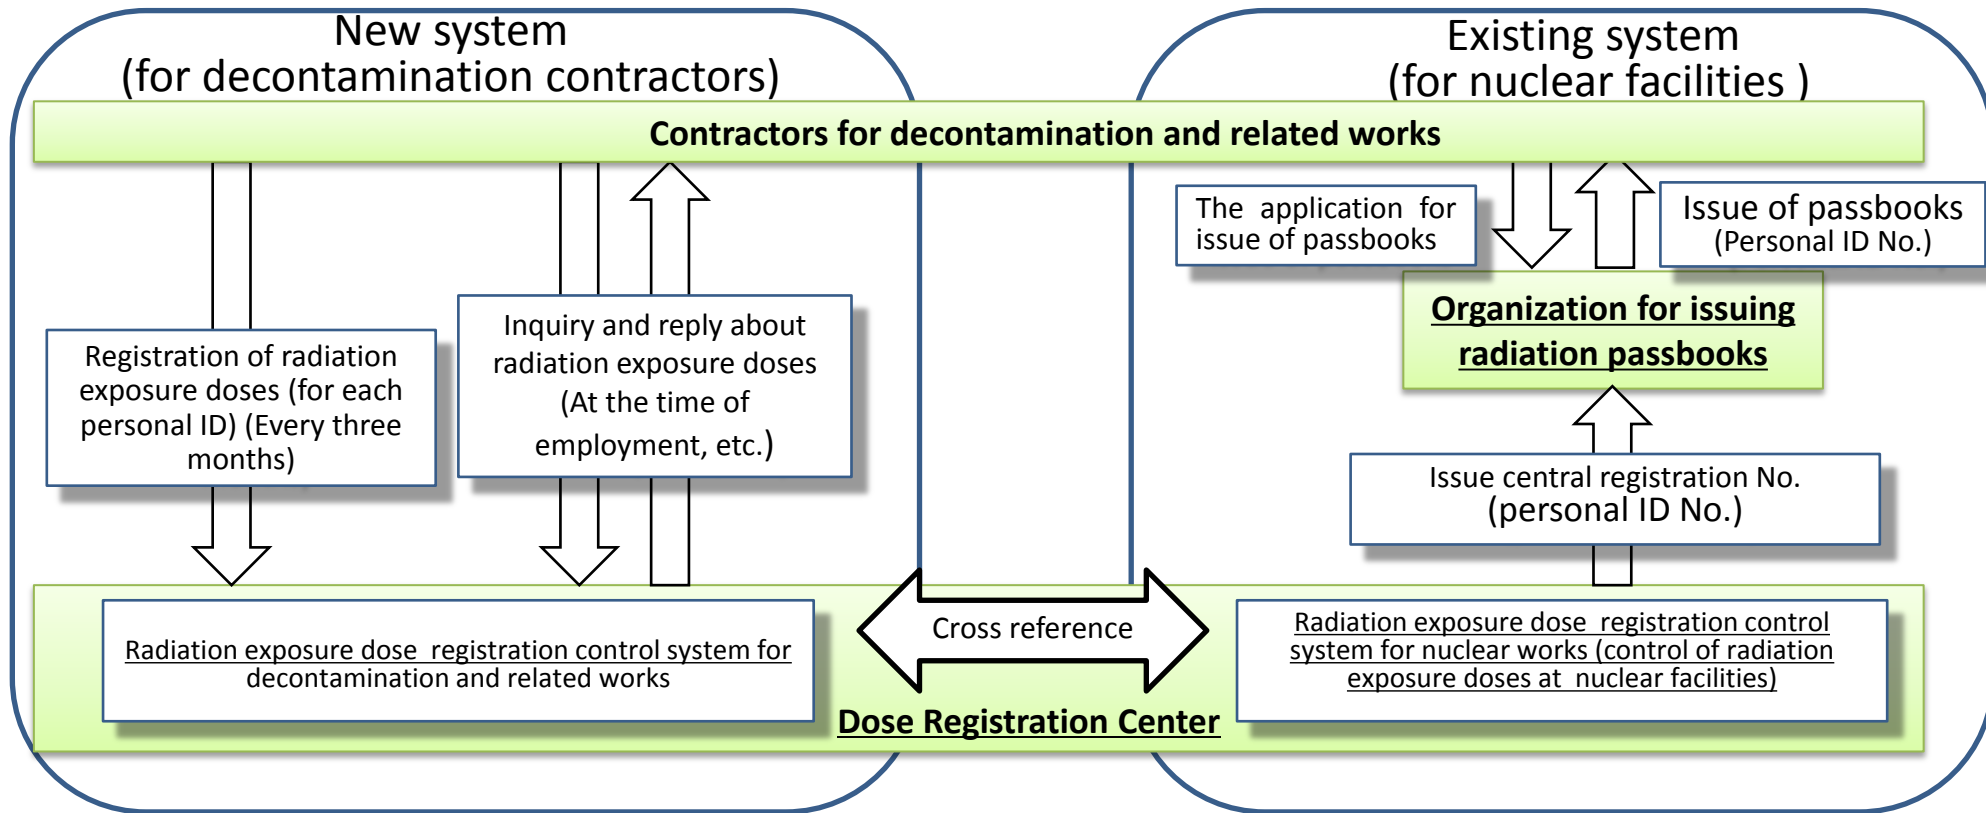 New system
(for decontamination contractors)
Existing system
(for nuclear facilities )
Contractors for decontamination and related works
The application for
issue of passbooks
Issue of passbooks
(Personal ID No.)
Organization for issuing
radiation passbooks
Registration of radiation
exposure doses (for each
personal ID) (Every three
months)
Inquiry and reply about
radiation exposure doses
(At the time of
employment, etc.)
Issue central registration No.
(personal ID No.)
Radiation exposure dose registration control system for
decontamination and related works
Cross reference
Radiation exposure dose registration control
system for nuclear works (control of radiation
exposure doses at nuclear facilities)
Dose Registration Center